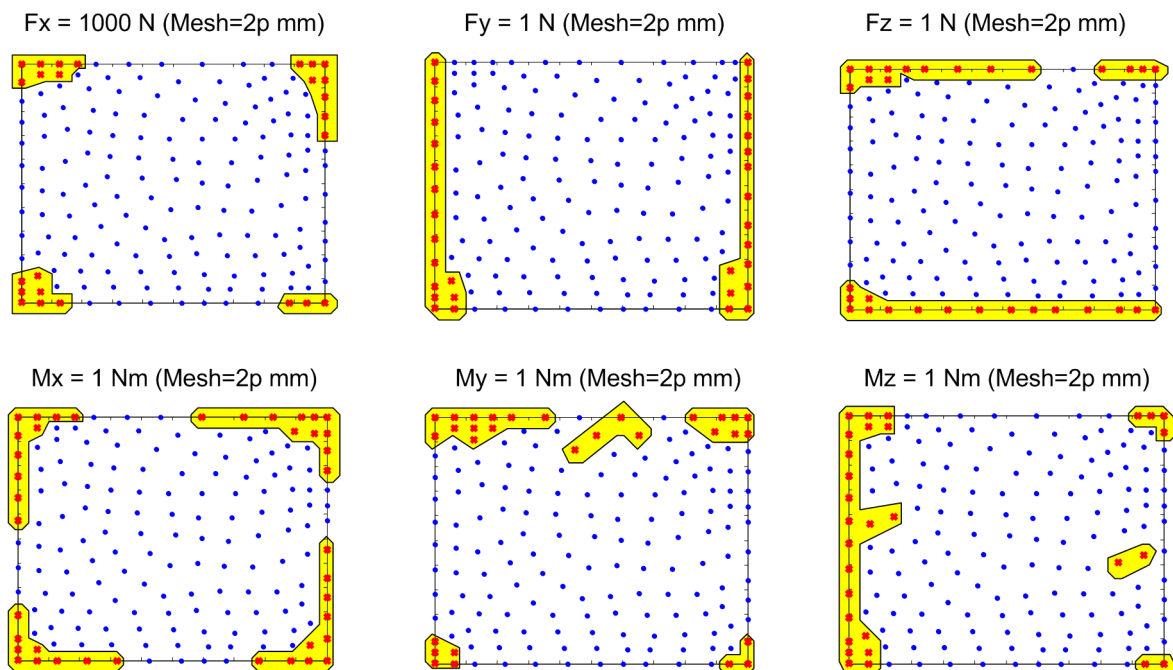 Fx = 1000 N (Mesh=2p mm)
Fy = 1 N (Mesh=2p mm)
Fz = 1 N (Mesh=2p mm)
Mx = 1 Nm (Mesh=2p mm)
My = 1 Nm (Mesh=2p mm)
Mz = 1 Nm (Mesh=2p mm)